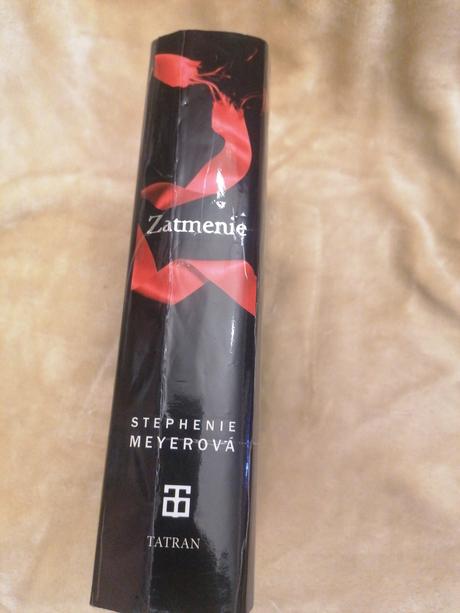 Zatmenie
STEPHENIE
MEYEROVÁ
TATRAN